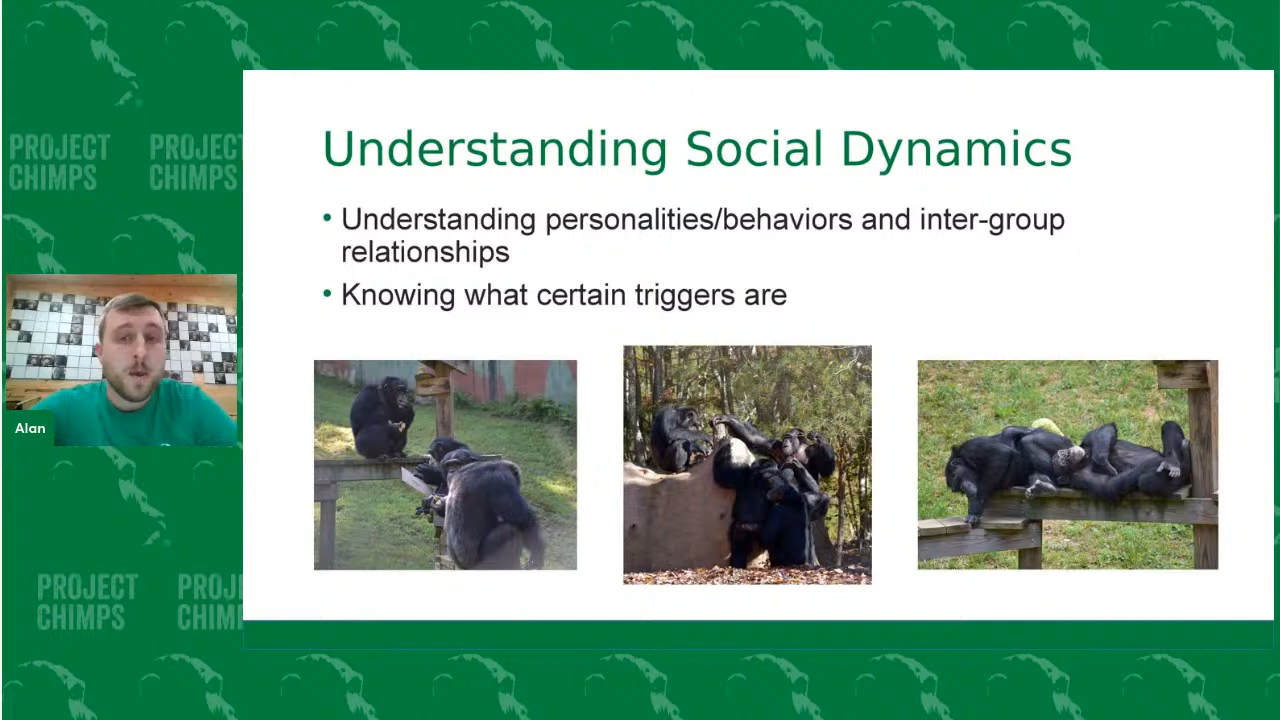 PROJECT PROJECT
CHIMPS CHIMPS
Understanding Social Dynamics
• Understanding personalities/behaviors and inter-group
relationships
• Knowing what certain triggers are
Alan
PROJECT PROJ
CHIMPS CHIM